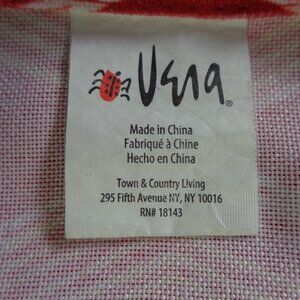 Vera®
Made in China
Fabriqué à Chine
Hecho en China
Town & Country Living
295 Fifth Avenue NY, NY 10016
RN# 18143